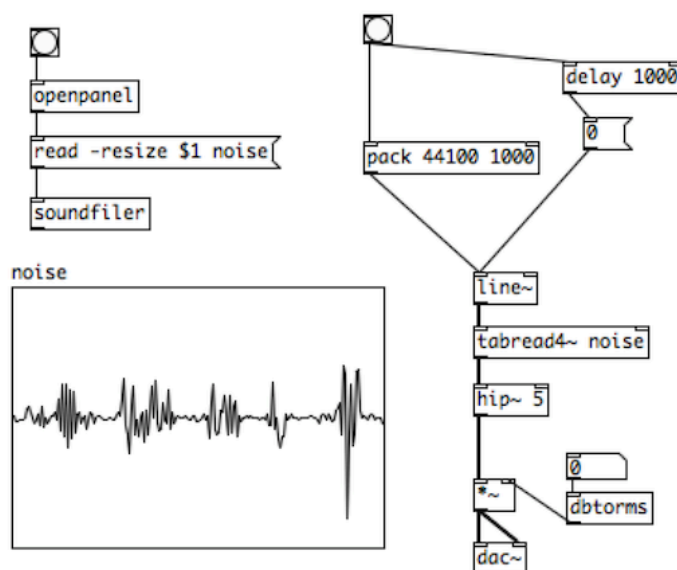 openpanel
read -resize $1 noise
soundfiler
noise
delay 1000
0
pack 44100 1000
line~
tabread4~ noise
hip~ 5
0
*~
dbtorms
dac~